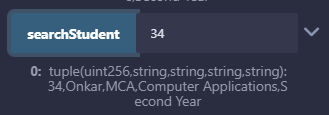 searchStudent 34
0: tuple(uint256,string,string,string,string):
34,Onkar,MCA,Computer Applications,S
econd Year